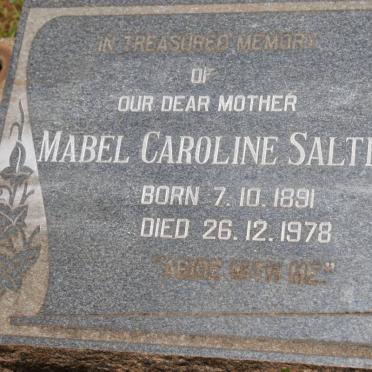 IN TREASURED MEMORY
OF
OUR DEAR MOTHER
MABEL CAROLINE
BORN 7.10.1891
DIED 26.12.1978
"ABIDE WITH ME."